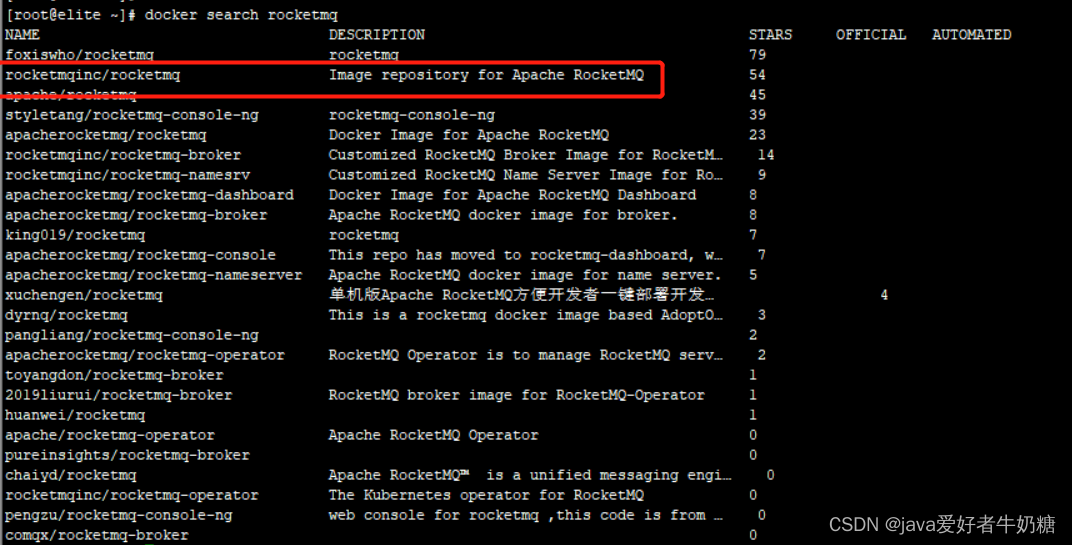 [root@elite ~]# docker search rocketmq
NAME DESCRIPTION STARS OFFICIAL AUTOMATED
foxiswho/rocketmq rocketmq 79
rocketmqinc/rocketmq Image repository for Apache RocketMQ 54
apache/rocketmq 45
styletang/rocketmq-console-ng rocketmq-console-ng 39
apacherocketmq/rocketmq Docker Image for Apache RocketMQ 23
rocketmqinc/rocketmq-broker Customized RocketMQ Broker Image for RocketM… 14
rocketmqinc/rocketmq-namesrv Customized RocketMQ Name Server Image for Ro… 9
apacherocketmq/rocketmq-dashboard Docker Image for Apache RocketMQ Dashboard 8
apacherocketmq/rocketmq-broker Apache RocketMQ docker image for broker. 8
king019/rocketmq rocketmq 7
apacherocketmq/rocketmq-console This repo has moved to rocketmq-dashboard, w… 7
apacherocketmq/rocketmq-nameserver Apache RocketMQ docker image for name server. 5
xuchengen/rocketmq 单机版Apache RocketMQ方便开发者一键部署开发… 4
dyrnq/rocketmq This is a rocketmq docker image based AdoptO… 3
pangliang/rocketmq-console-ng 2
apacherocketmq/rocketmq-operator RocketMQ Operator is to manage RocketMQ serv… 2
toyangdon/rocketmq-broker 1
2019liurui/rocketmq-broker RocketMQ broker image for RocketMQ-Operator 1
huanwei/rocketmq 1
apache/rocketmq-operator Apache RocketMQ Operator 0
pureinsights/rocketmq-broker 0
chaiyd/rocketmq Apache RocketMQ™ is a unified messaging engi… 0
rocketmqinc/rocketmq-operator The Kubernetes operator for RocketMQ 0
pengzu/rocketmq-console-ng web console for rocketmq ,this code is from … 0
comqx/rocketmq-broker 0
CSDN @java爱好者牛奶糖